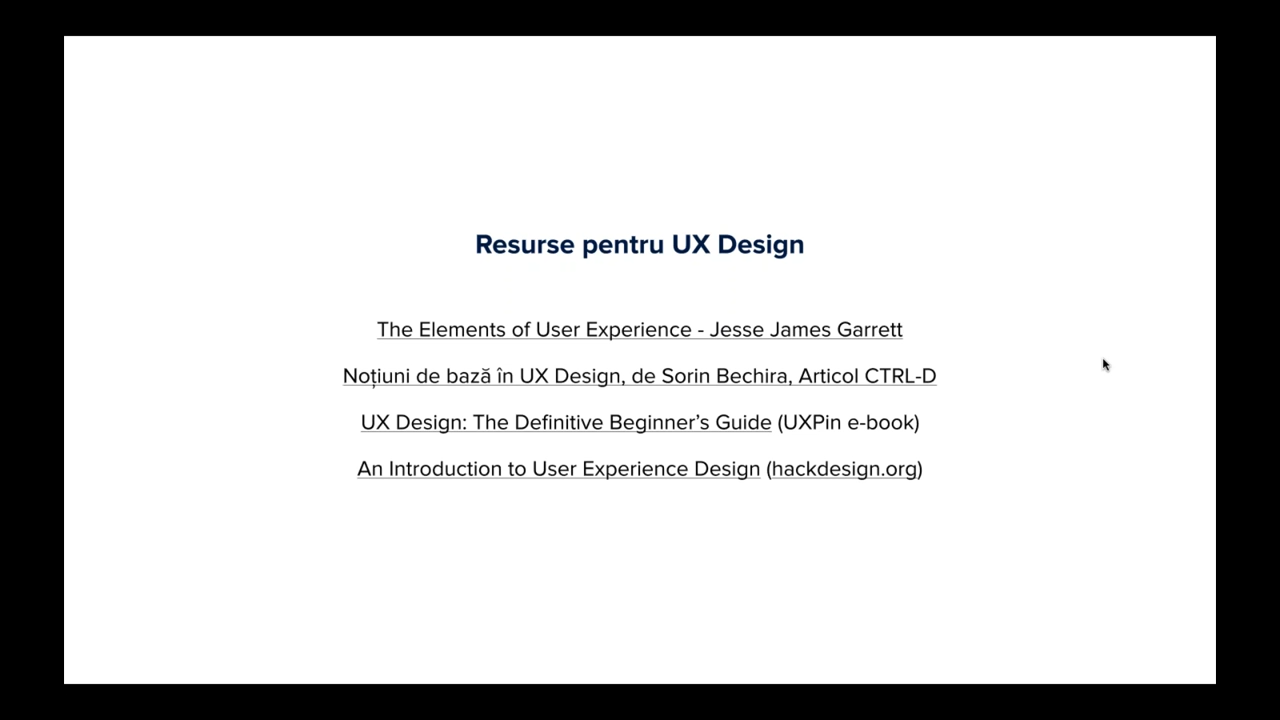 Resurse pentru UX Design
The Elements of User Experience - Jesse James Garrett
Noțiuni de bază în UX Design, de Sorin Bechira, Articol CTRL-D
UX Design: The Definitive Beginner’s Guide (UXPin e-book)
An Introduction to User Experience Design (hackdesign.org)